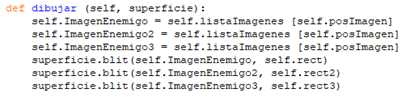 def dibujar (self, superficie):
    self.ImagenEnemigo = self.listaImagenes [self.posImagen]
    self.ImagenEnemigo2 = self.listaImagenes [self.posImagen]
    self.ImagenEnemigo3 = self.listaImagenes [self.posImagen]
    superficie.blit(self.ImagenEnemigo, self.rect)
    superficie.blit(self.ImagenEnemigo2, self.rect2)
    superficie.blit(self.ImagenEnemigo3, self.rect3)